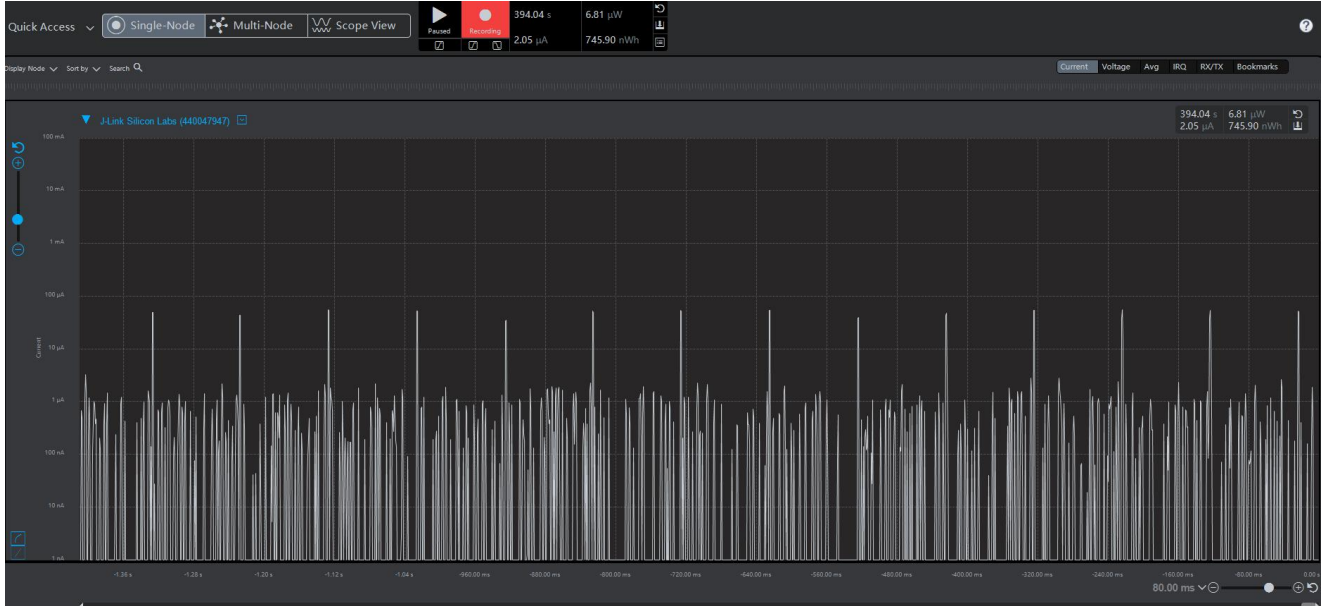 Quick Access Single-Node Multi-Node Scope View
Paused Recording
394.04 s 6.81 µW
2.05 µA 745.90 nWh
?
Display Node Sort by Search
Current Voltage Avg IRQ RX/TX Bookmarks
J-Link Silicon Labs (440047947)
394.04 s 6.81 µW
2.05 µA 745.90 nWh
100 mA
10 mA
1 mA
100 µA
Current
10 µA
1 µA
100 nA
10 nA
1 nA
-1.36 s -1.28 s -1.20 s -1.12 s -1.04 s -960.00 ms -880.00 ms -800.00 ms -720.00 ms -640.00 ms -560.00 ms -480.00 ms -400.00 ms -320.00 ms -240.00 ms -160.00 ms -80.00 ms 0.00 s
80.00 ms